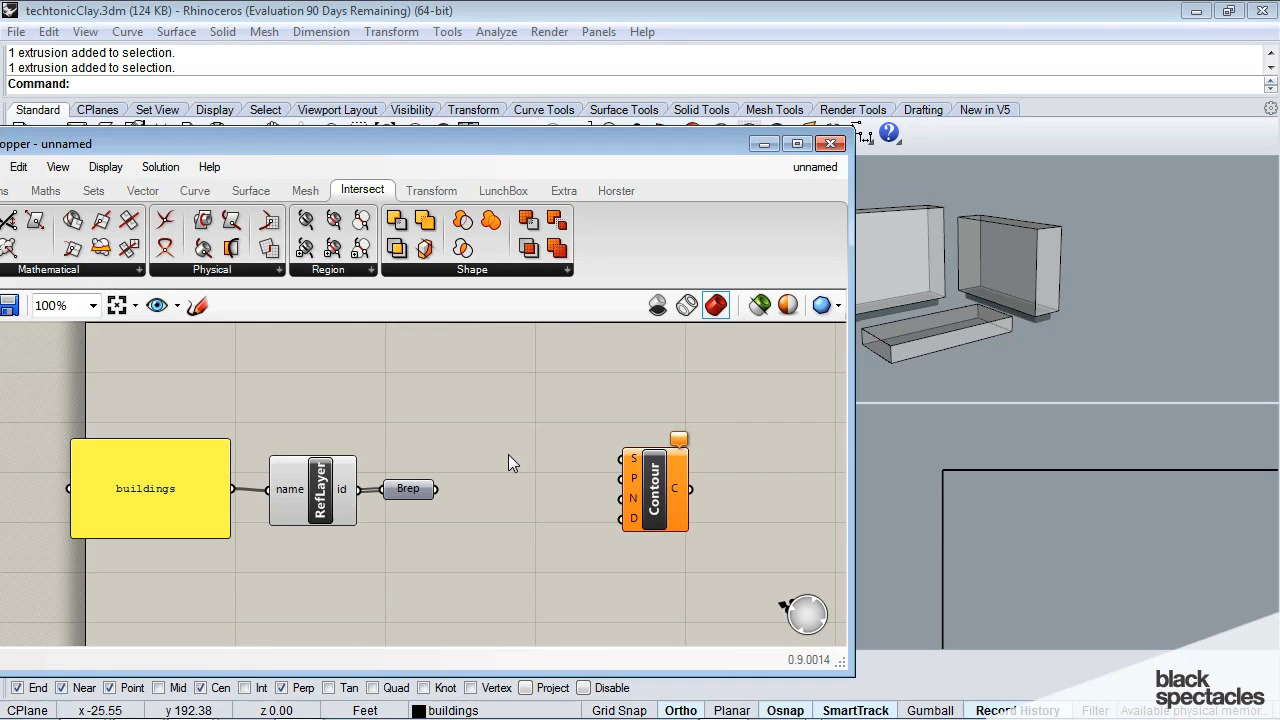 techtonicClay.3dm (124 KB) - Rhinoceros (Evaluation 90 Days Remaining) (64-bit)
File Edit View Curve Surface Solid Mesh Dimension Transform Tools Analyze Render Panels Help
1 extrusion added to selection.
1 extrusion added to selection.
Command:
Standard CPlanes Set View Display Select Viewport Layout Visibility Transform Curve Tools Surface Tools Solid Tools Mesh Tools Render Tools Drafting New in V5
opper - unnamed
Edit View Display Solution Help unnamed
hs Maths Sets Vector Curve Surface Mesh Intersect Transform LunchBox Extra Horster
Mathematical Physical Region Shape
100%
buildings
name RefLayer id
Brep
S P N D Contour C
0.9.0014
End Near Point Mid Cen Int Perp Tan Quad Knot Vertex Project Disable
CPlane x -25.55 y 192.38 z 0.00 Feet buildings Grid Snap Ortho Planar Osnap SmartTrack Gumball Record History Filter Available physical memor...
black
spectacles